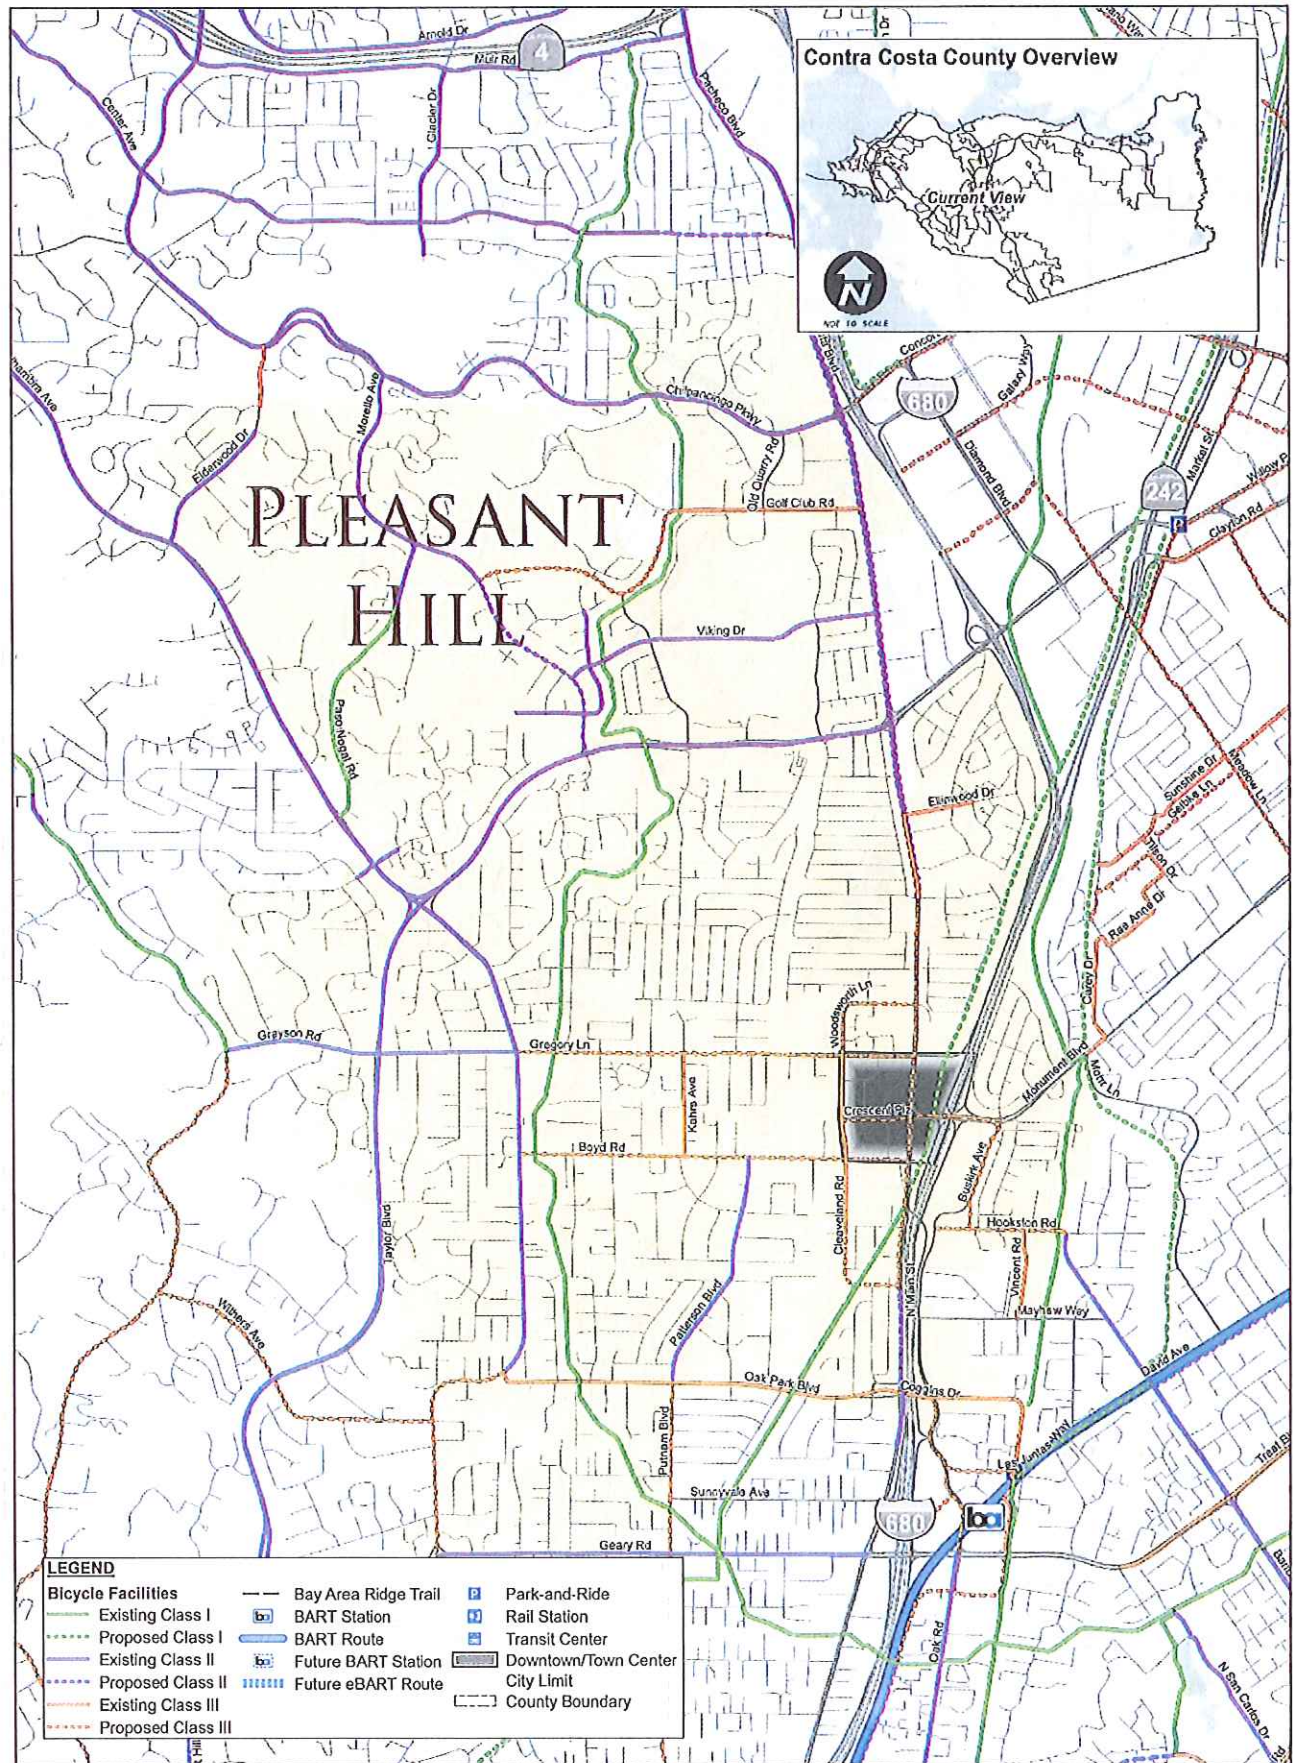 Arnold Dr
4
Muir Rd
Center Ave
Glacier Dr
Pacheco Blvd
Contra Costa County Overview
Current View
N
NOT TO SCALE
Chilpancingo Pkwy
Morello Ave
Elderwood Dr
Old Quarry Rd
Golf Club Rd
680
Galaxy Way
Diamond Blvd
242
Market St
P
Clayton Rd
PLEASANT
HILL
Viking Dr
Paso Nogal Rd
Ellinwood Dr
Sunshine Dr
Gelbke Ln
Meadow Ln
Tilson Dr
Rae Anne Dr
Carey Dr
Woodsworth Ln
Grayson Rd
Gregory Ln
Monument Blvd
Mohr Ln
Kahrs Ave
Crescent Plz
Boyd Rd
Buskirk Ave
Cleaveland Rd
Hookston Rd
Taylor Blvd
Vincent Rd
N Main St
Mayhew Way
Patterson Blvd
Withers Ave
David Ave
Oak Park Blvd
Coggins Dr
Putnam Blvd
Las Juntas Way
Sunnyvale Ave
680
ba
Geary Rd
Oak Rd
N San Carlos Dr
LEGEND
Bicycle Facilities
Existing Class I
Proposed Class I
Existing Class II
Proposed Class II
Existing Class III
Proposed Class III
Bay Area Ridge Trail
BART Station
BART Route
Future BART Station
Future eBART Route
Park-and-Ride
Rail Station
Transit Center
Downtown/Town Center
City Limit
County Boundary